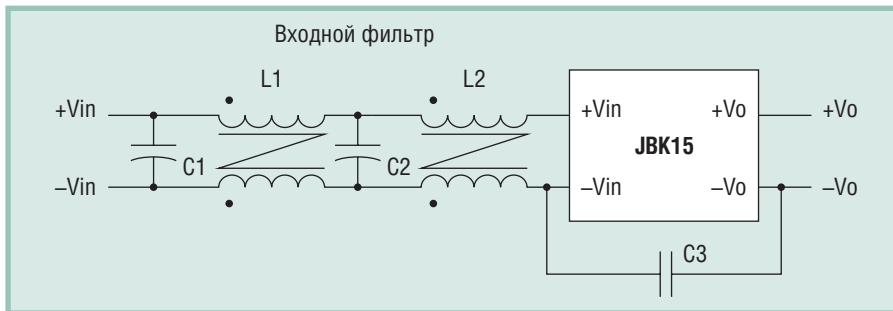 Входной фильтр
L1
L2
+Vin
+Vin
+Vo
+Vo
JBK15
C1
C2
–Vin
–Vin
–Vo
–Vo
C3